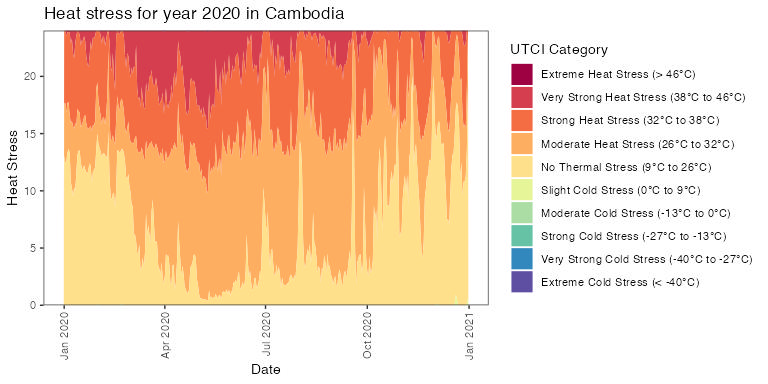 Heat stress for year 2020 in Cambodia
Heat Stress
20
15
10
5
0
Jan 2020
Apr 2020
Jul 2020
Oct 2020
Jan 2021
Date
UTCI Category
Extreme Heat Stress (> 46°C)
Very Strong Heat Stress (38°C to 46°C)
Strong Heat Stress (32°C to 38°C)
Moderate Heat Stress (26°C to 32°C)
No Thermal Stress (9°C to 26°C)
Slight Cold Stress (0°C to 9°C)
Moderate Cold Stress (-13°C to 0°C)
Strong Cold Stress (-27°C to -13°C)
Very Strong Cold Stress (-40°C to -27°C)
Extreme Cold Stress (< -40°C)